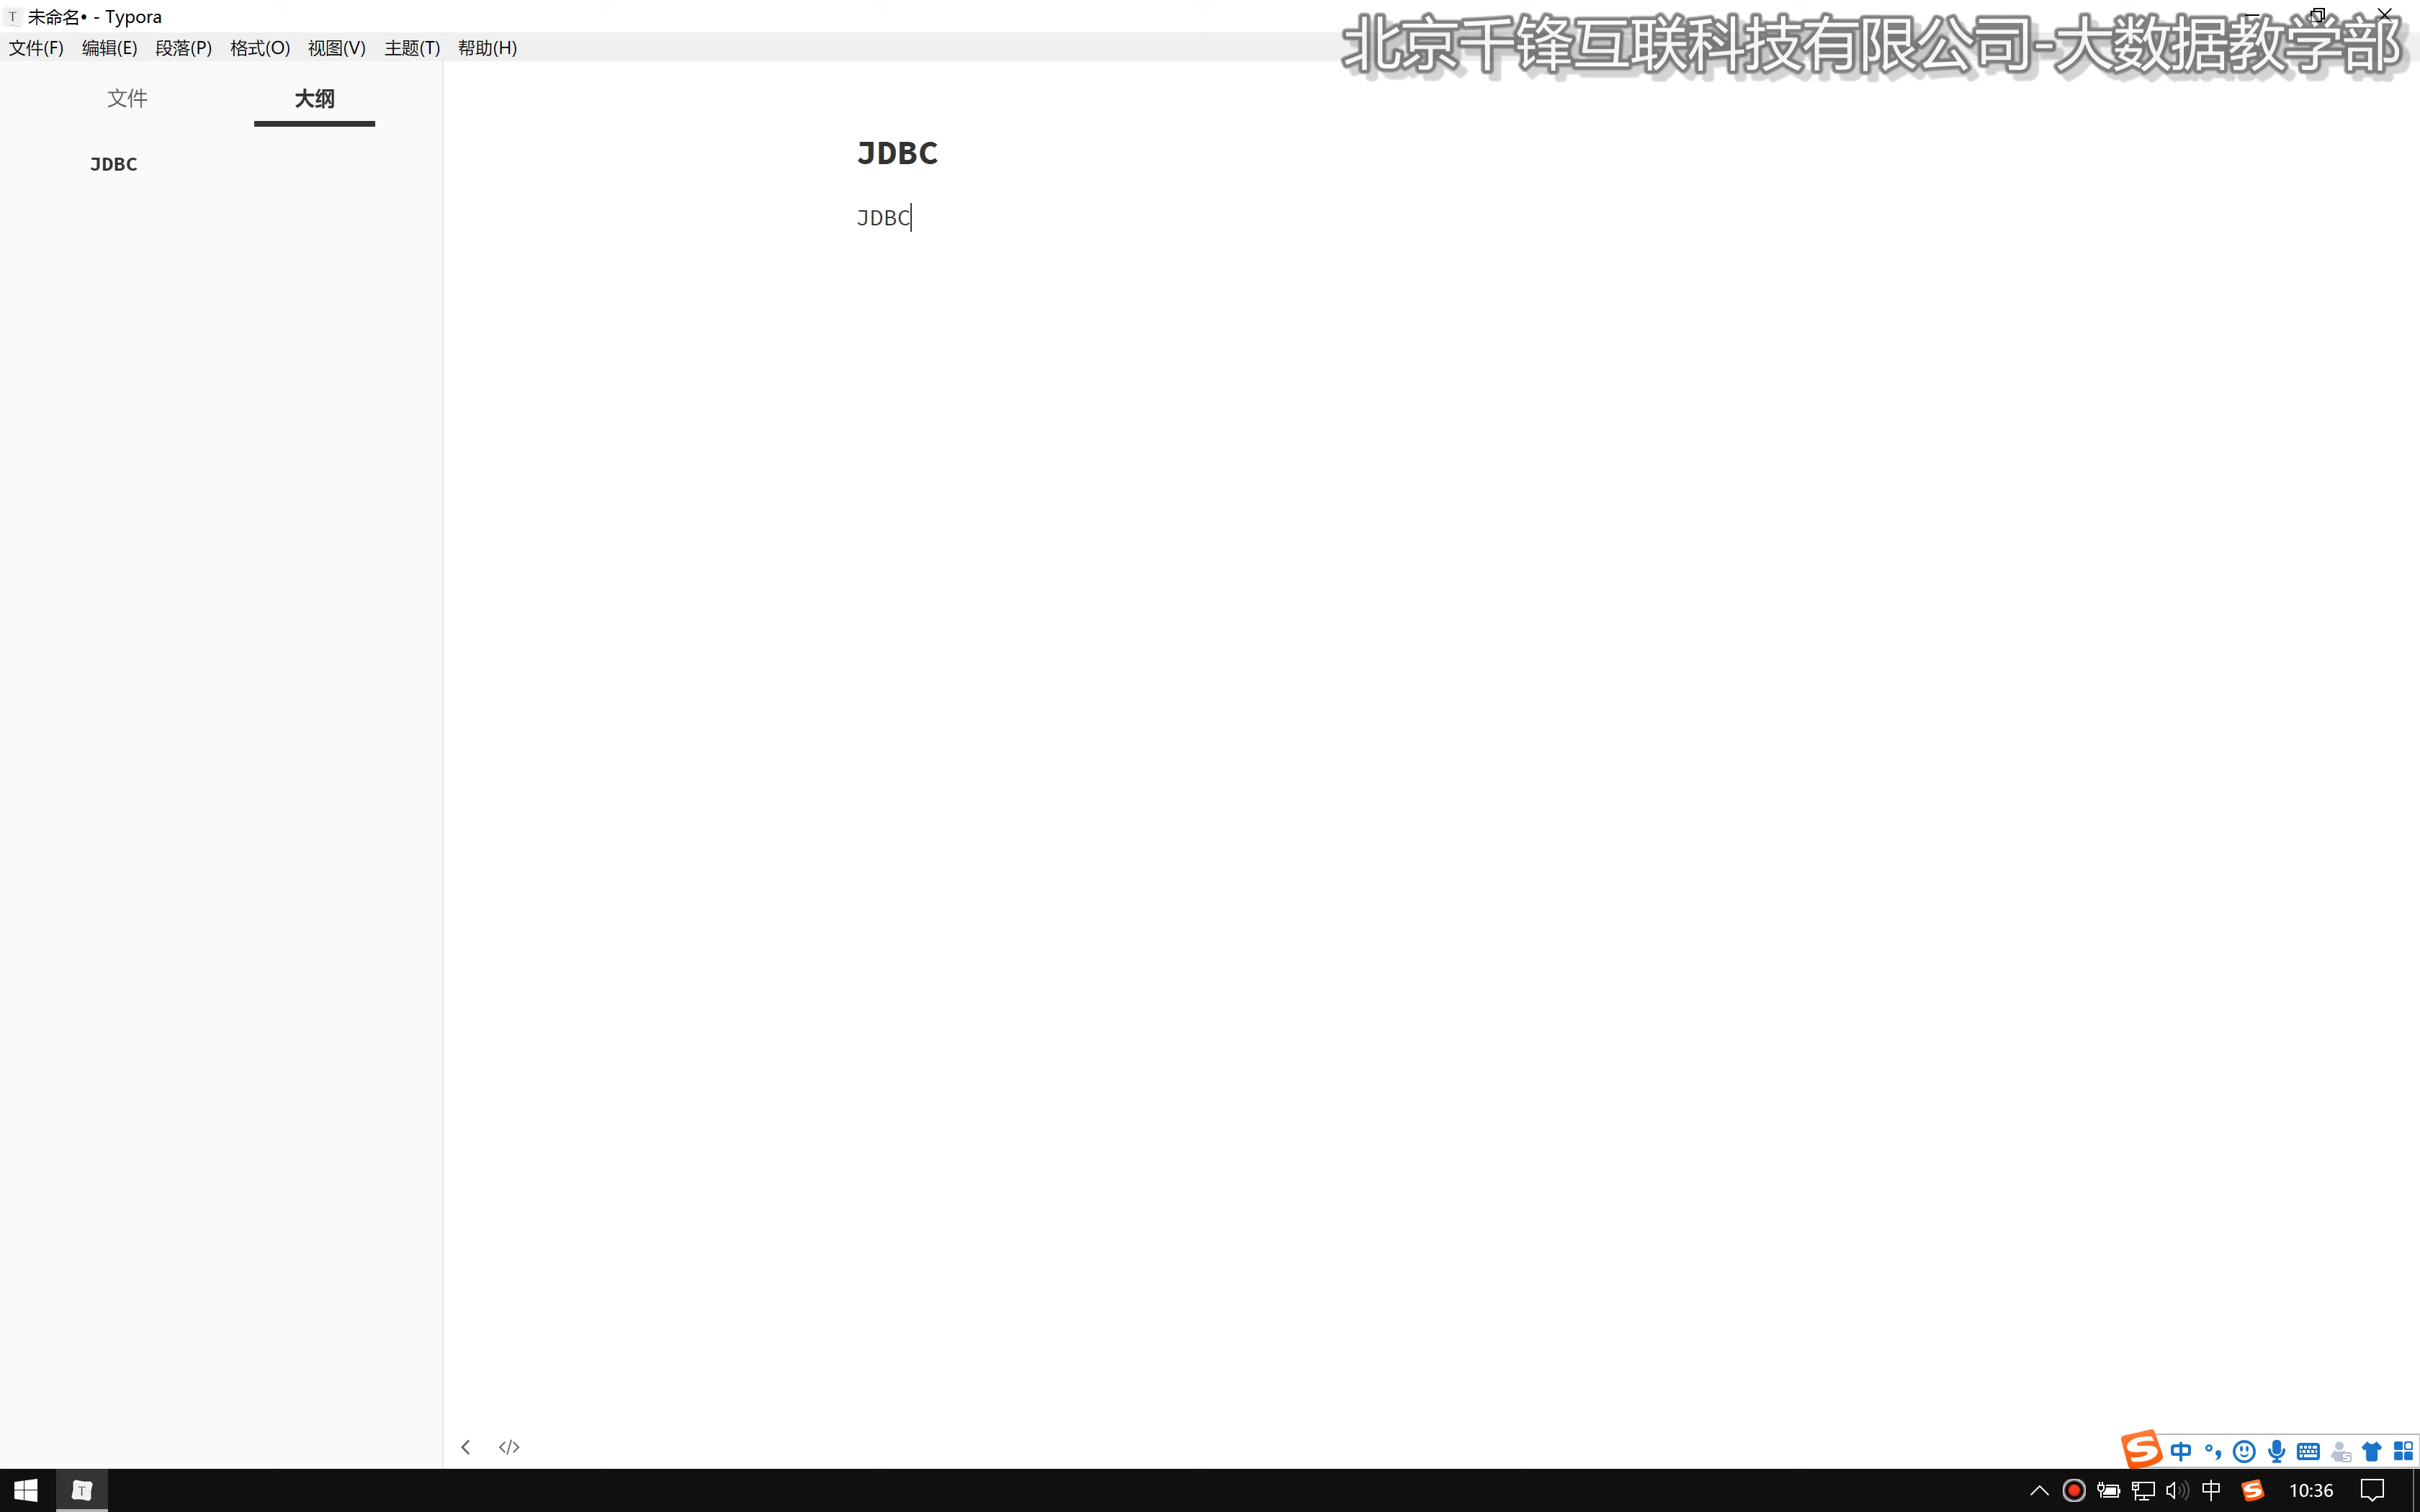 未命名• - Typora
北京千锋互联科技有限公司-大数据教学部
文件(F) 编辑(E) 段落(P) 格式(O) 视图(V) 主题(T) 帮助(H)
文件 大纲
JDBC
JDBC
JDBC
</>
中
中
10:36